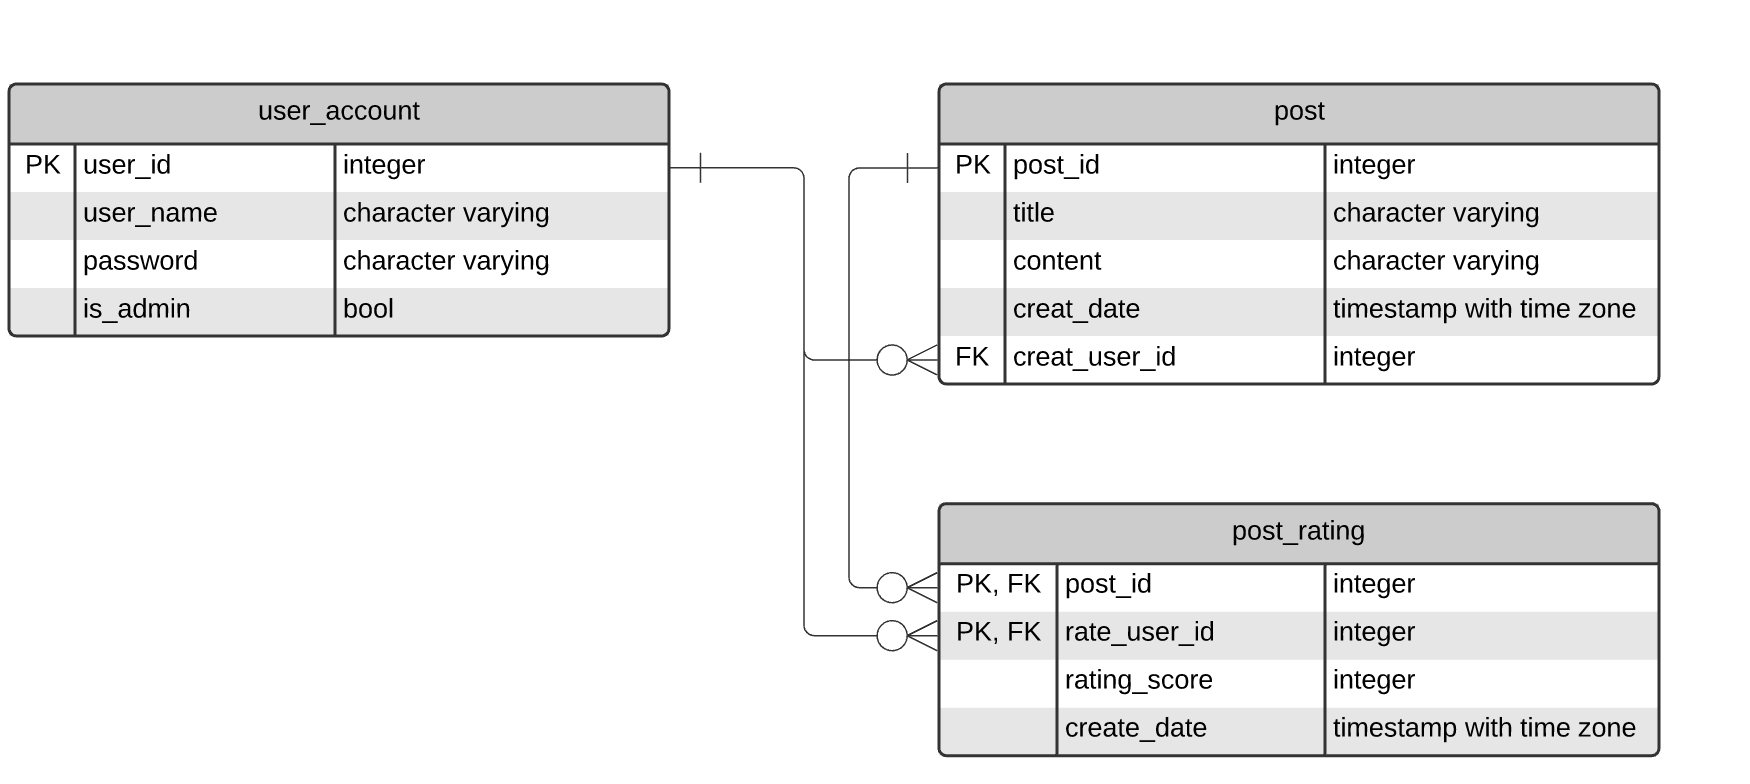 user_account
PK user_id integer
user_name character varying
password character varying
is_admin bool
post
PK post_id integer
title character varying
content character varying
creat_date timestamp with time zone
FK creat_user_id integer
post_rating
PK, FK post_id integer
PK, FK rate_user_id integer
rating_score integer
create_date timestamp with time zone